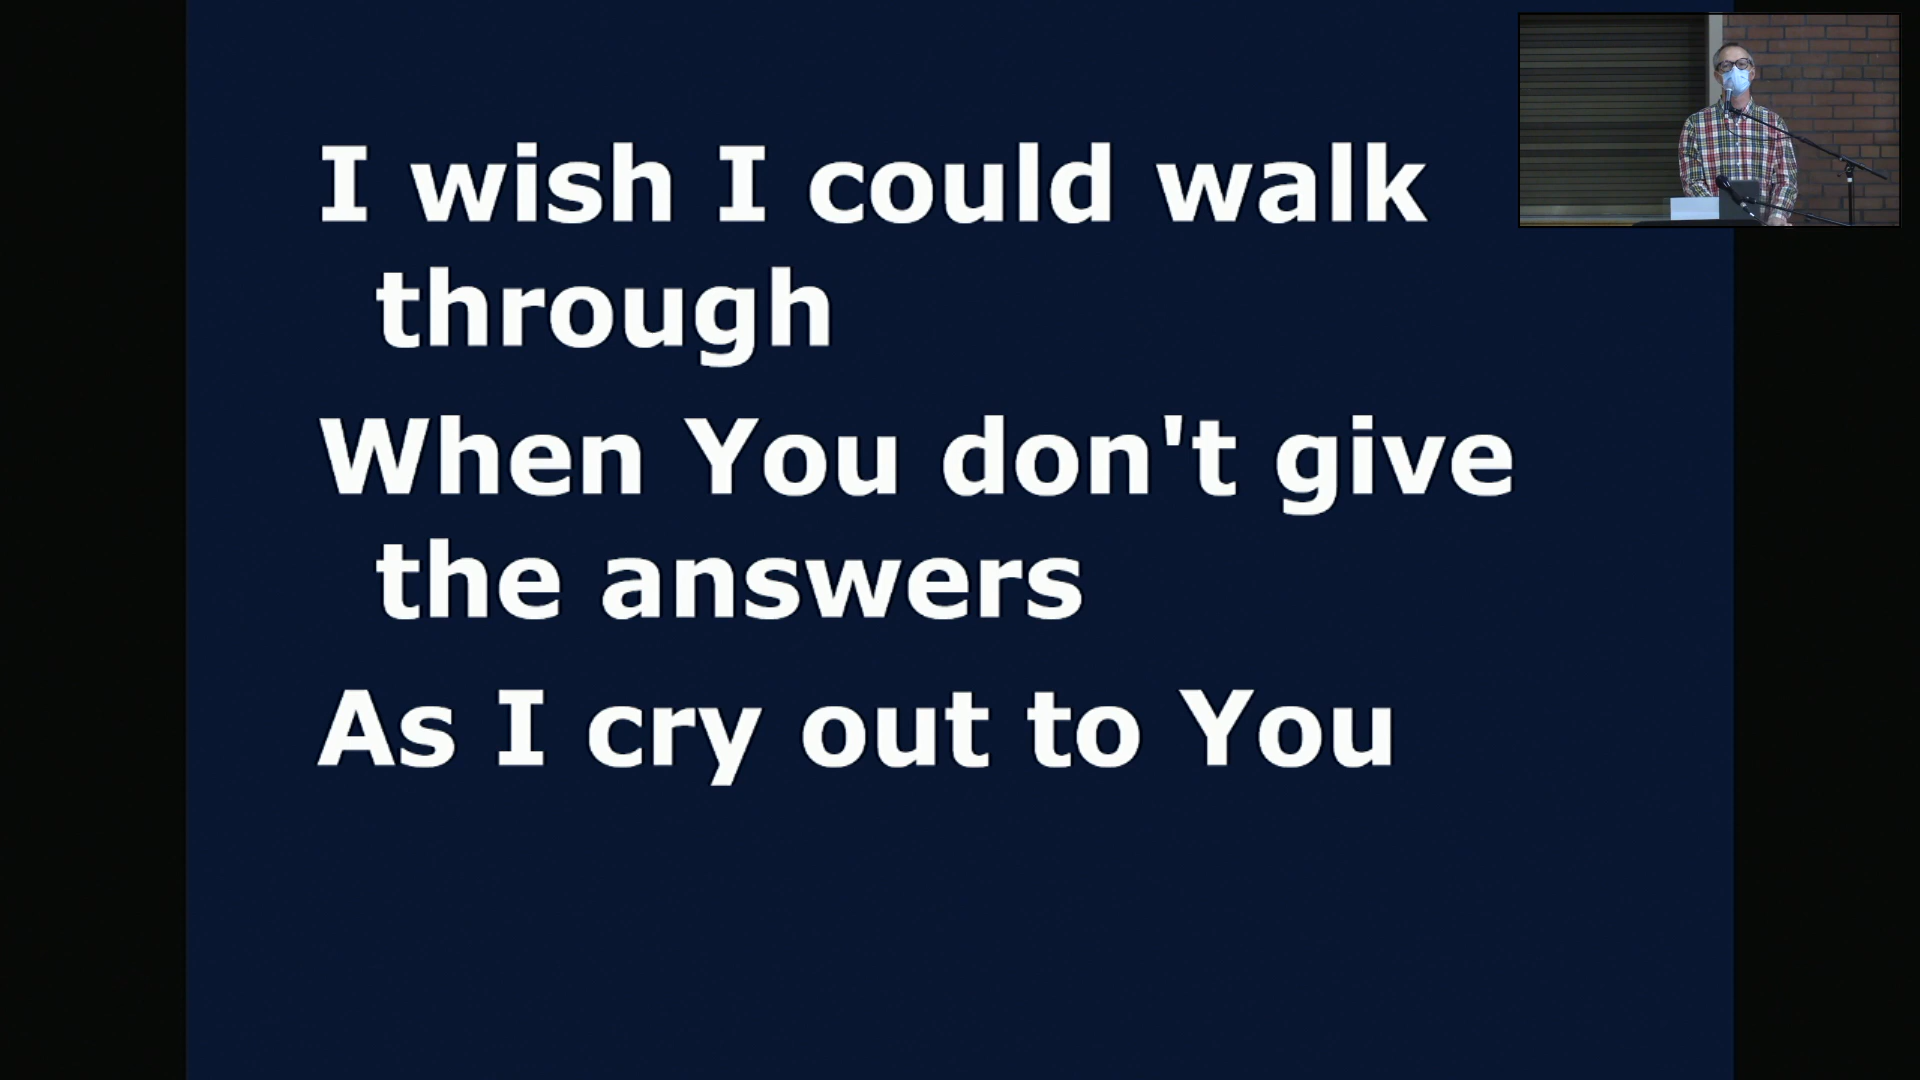 I wish I could walk
through
When You don't give
the answers
As I cry out to You